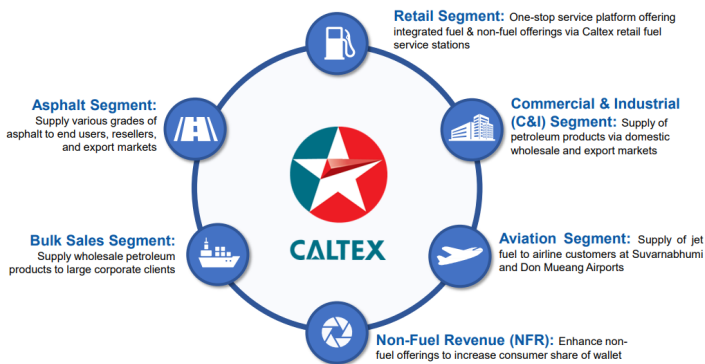 Retail Segment: One-stop service platform offering
integrated fuel & non-fuel offerings via Caltex retail fuel
service stations
Commercial & Industrial
(C&I) Segment: Supply of
petroleum products via domestic
wholesale and export markets
Aviation Segment: Supply of jet
fuel to airline customers at Suvarnabhumi
and Don Mueang Airports
Non-Fuel Revenue (NFR): Enhance non-
fuel offerings to increase consumer share of wallet
Bulk Sales Segment:
Supply wholesale petroleum
products to large corporate clients
Asphalt Segment:
Supply various grades of
asphalt to end users, resellers,
and export markets
CALTEX